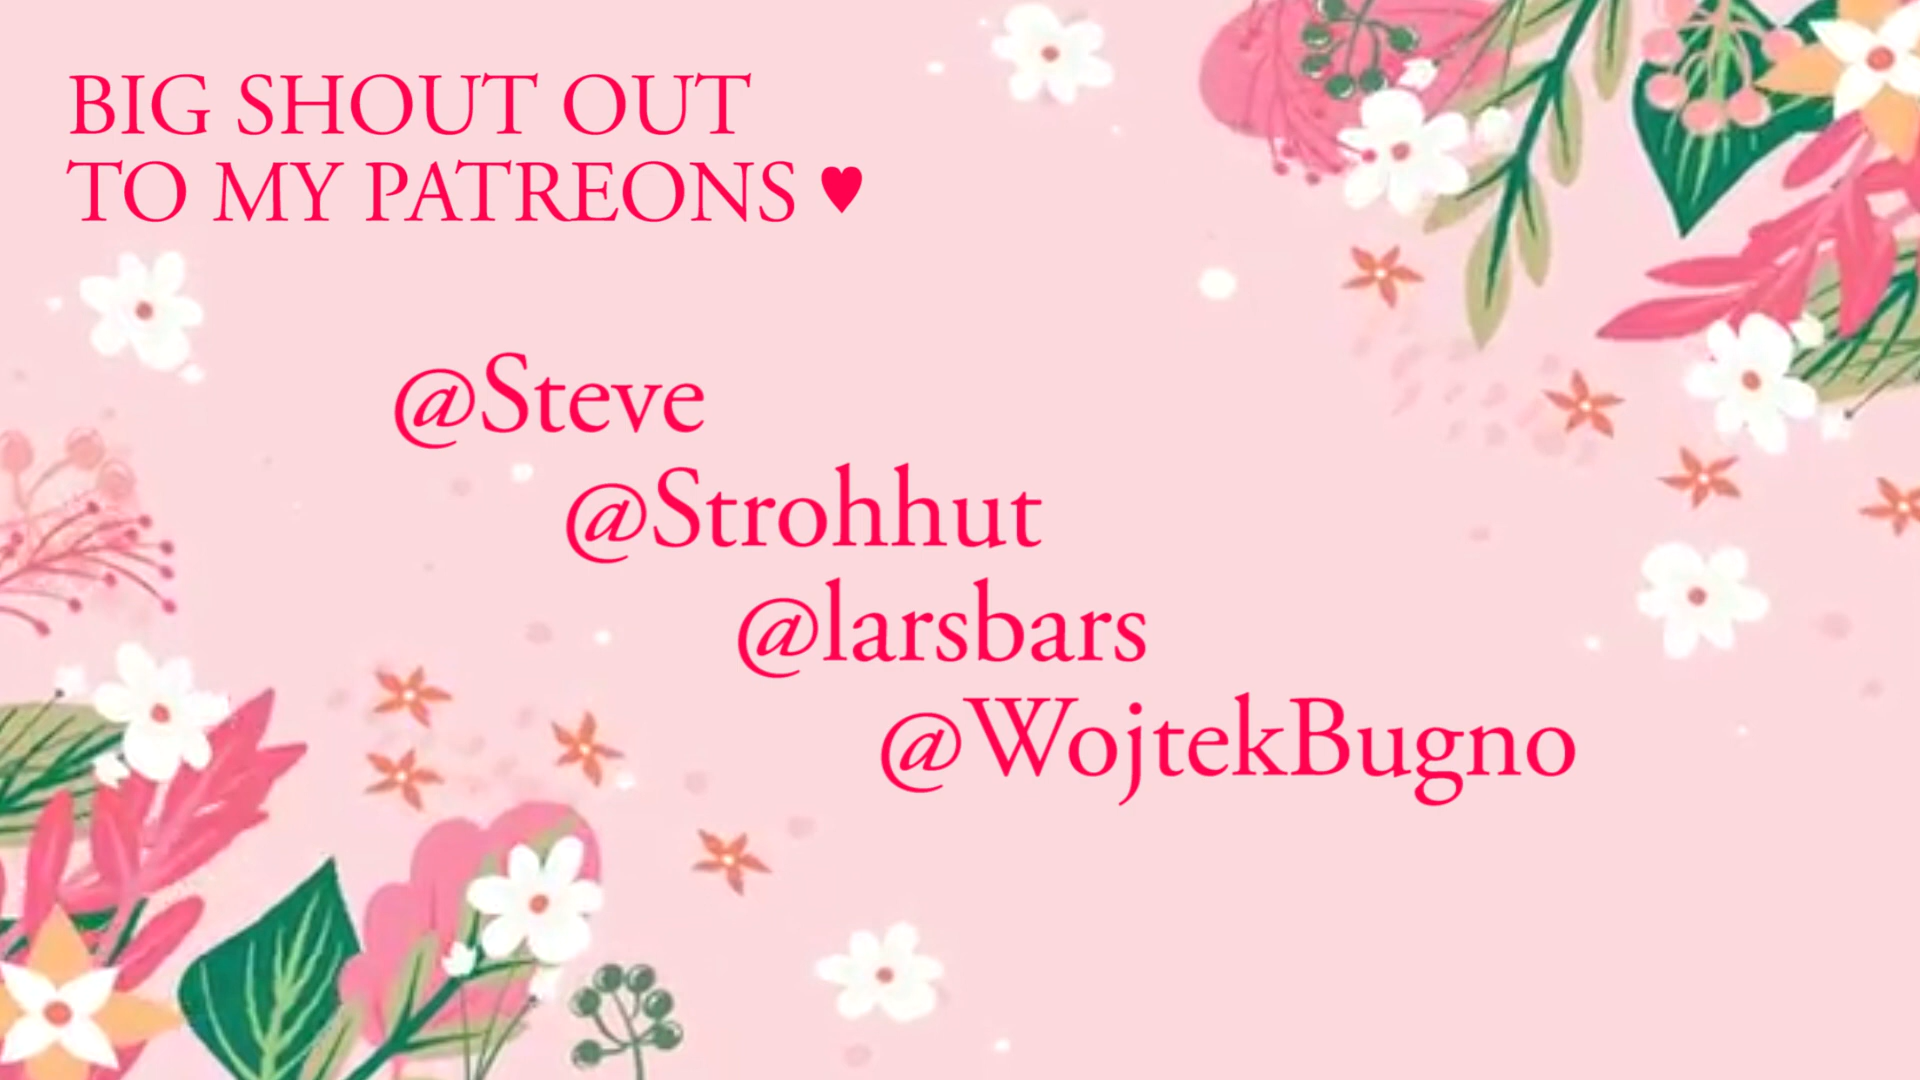 BIG SHOUT OUT
TO MY PATREONS ♥
@Steve
@Strohhut
@larsbars
@WojtekBugno